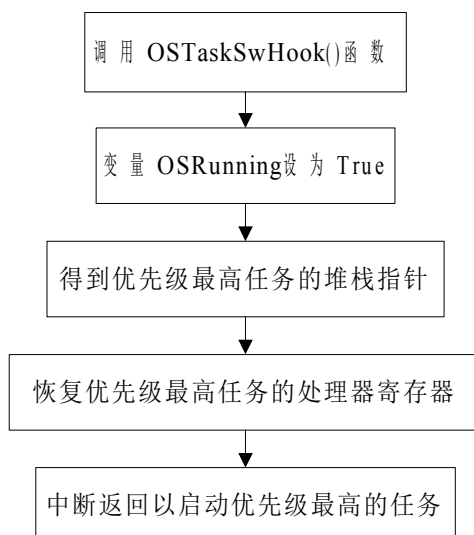 调用 OSTaskSwHook()函数
变量 OSRunning设为 True
得到优先级最高任务的堆栈指针
恢复优先级最高任务的处理器寄存器
中断返回以启动优先级最高的任务